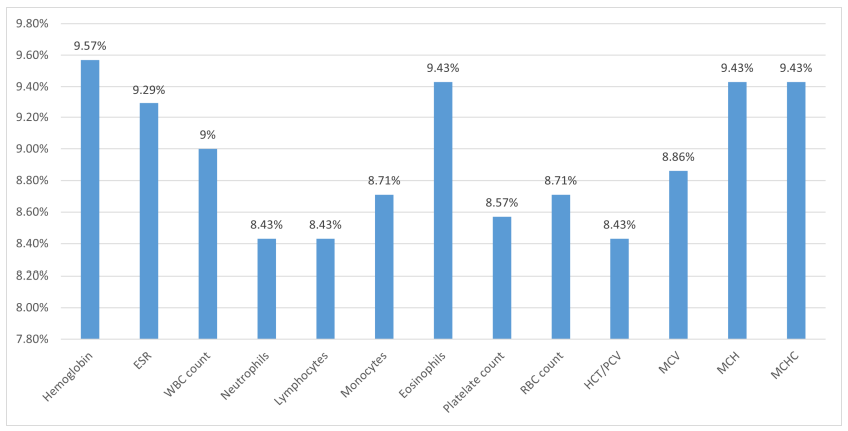 9.80%
9.60%
9.40%
9.20%
9.00%
8.80%
8.60%
8.40%
8.20%
8.00%
7.80%
9.57%
9.29%
9%
8.43%
8.43%
8.71%
9.43%
8.57%
8.71%
8.43%
8.86%
9.43%
9.43%
Hemoglobin
ESR
WBC count
Neutrophils
Lymphocytes
Monocytes
Eosinophils
Platelate count
RBC count
HCT/PCV
MCV
MCH
MCHC